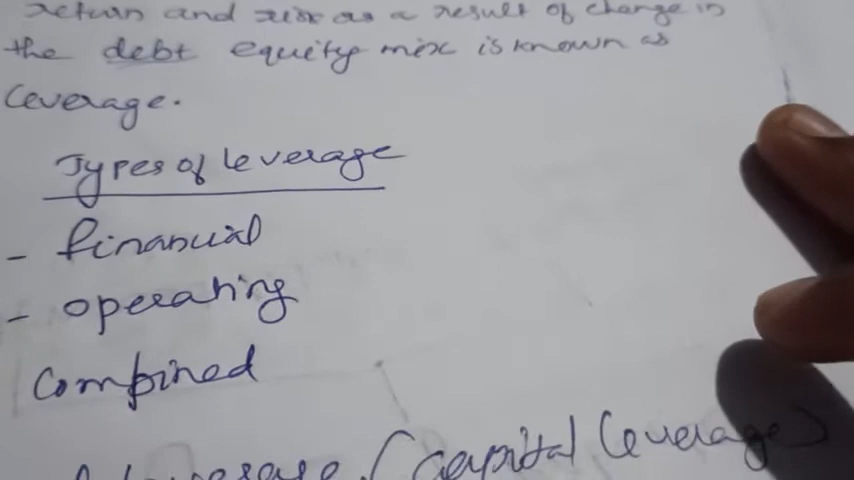 return and risk as a result of change in
the debt equity mix is known as
Leverage.
Types of leverage
- financial
- operating
Combined
leverage / capital leverage)